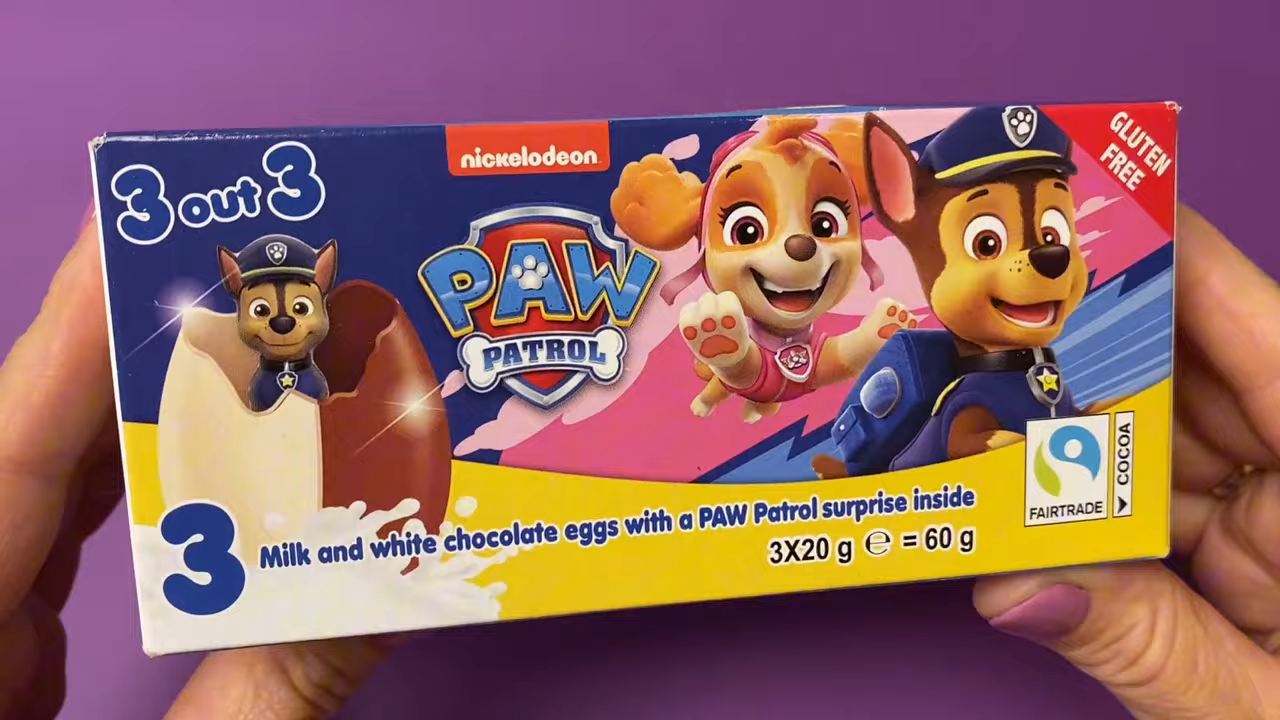 3 out 3
nickelodeon
PAW
PATROL
GLUTEN
FREE
3 Milk and white chocolate eggs with a PAW Patrol surprise inside
3X20 g ℮ = 60 g
FAIRTRADE
COCOA